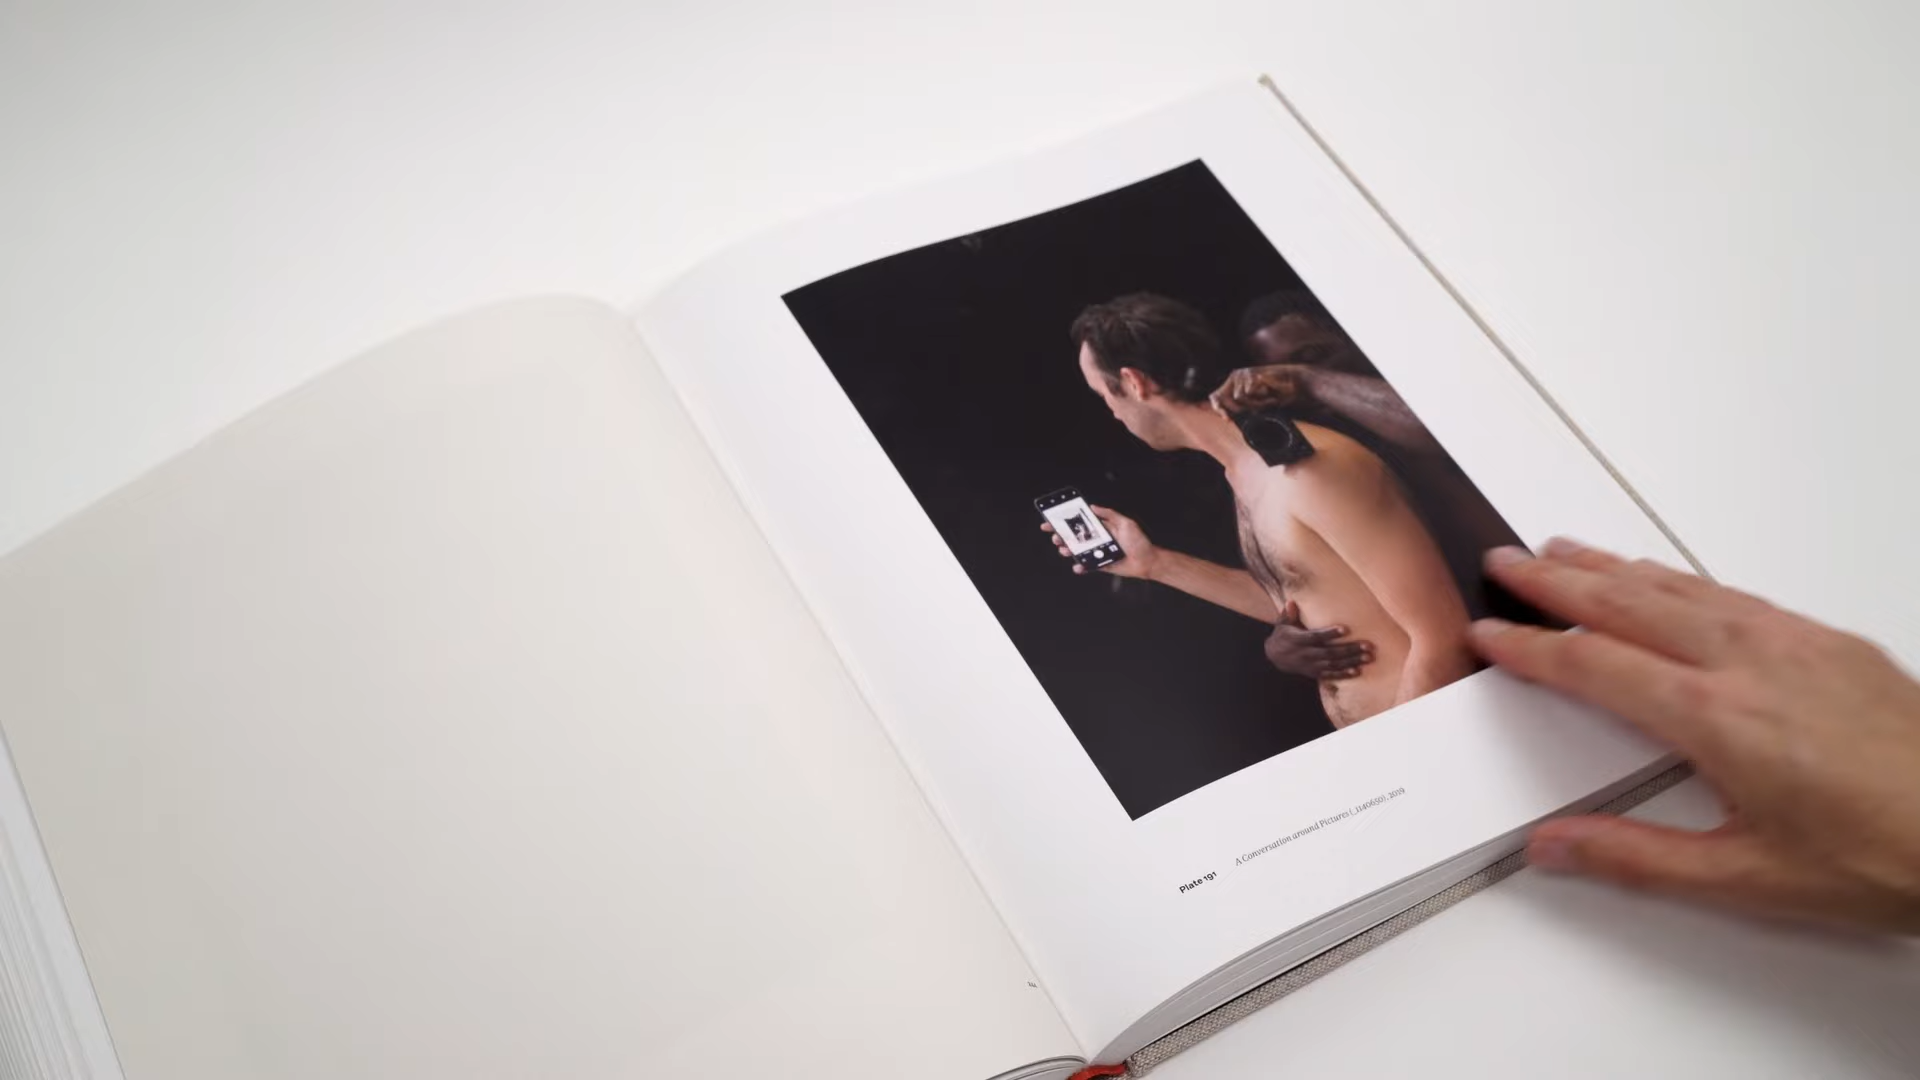 Plate 191
A Conversation around Pictures (_1140650), 2019